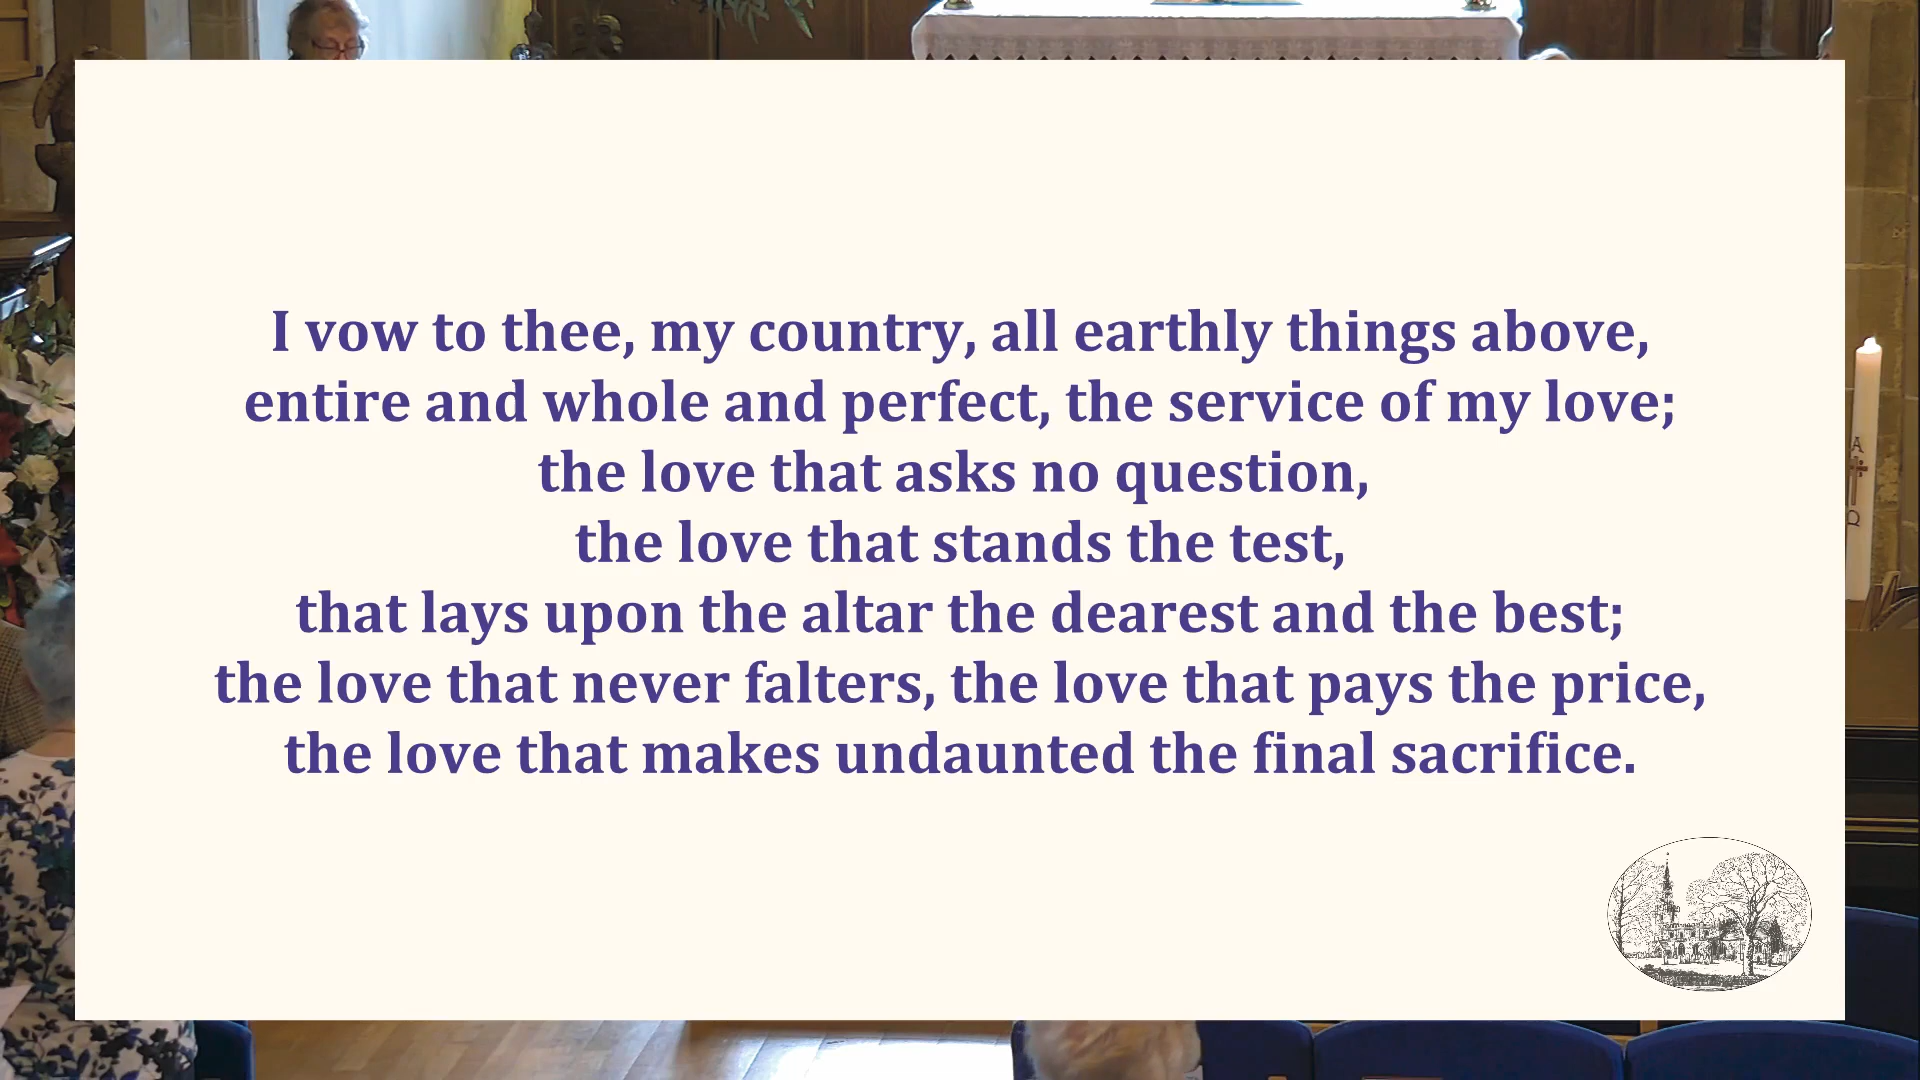 I vow to thee, my country, all earthly things above,
entire and whole and perfect, the service of my love;
the love that asks no question,
the love that stands the test,
that lays upon the altar the dearest and the best;
the love that never falters, the love that pays the price,
the love that makes undaunted the final sacrifice.
Α
Ω